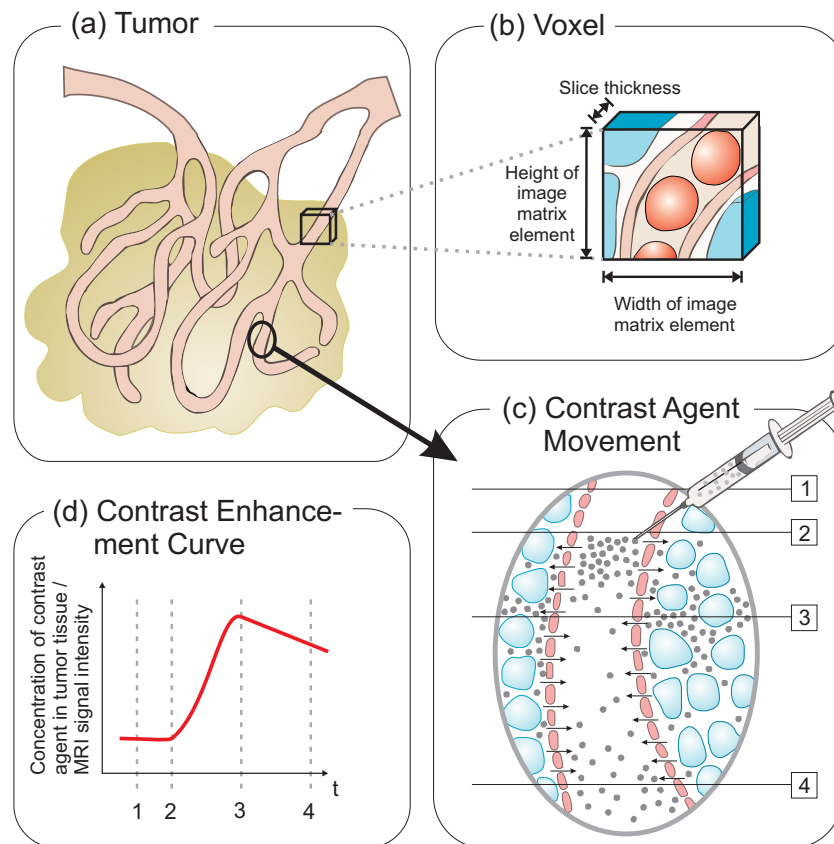 (a) Tumor
(b) Voxel
Slice thickness
Height of
image
matrix
element
Width of image
matrix element
(c) Contrast Agent
Movement
1
2
3
4
(d) Contrast Enhance-
ment Curve
Concentration of contrast
agent in tumor tissue /
MRI signal intensity
1 2 3 4 t